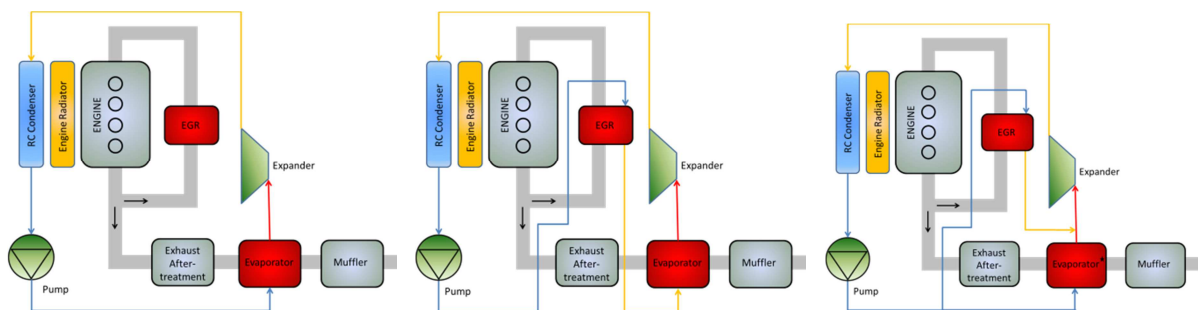 RC Condenser
Engine Radiator
ENGINE
EGR
Expander
Pump
Exhaust
After-
treatment
Evaporator
Muffler
RC Condenser
Engine Radiator
ENGINE
EGR
Expander
Pump
Exhaust
After-
treatment
Evaporator
Muffler
RC Condenser
Engine Radiator
ENGINE
EGR
Expander
Pump
Exhaust
After-
treatment
Evaporator
Muffler